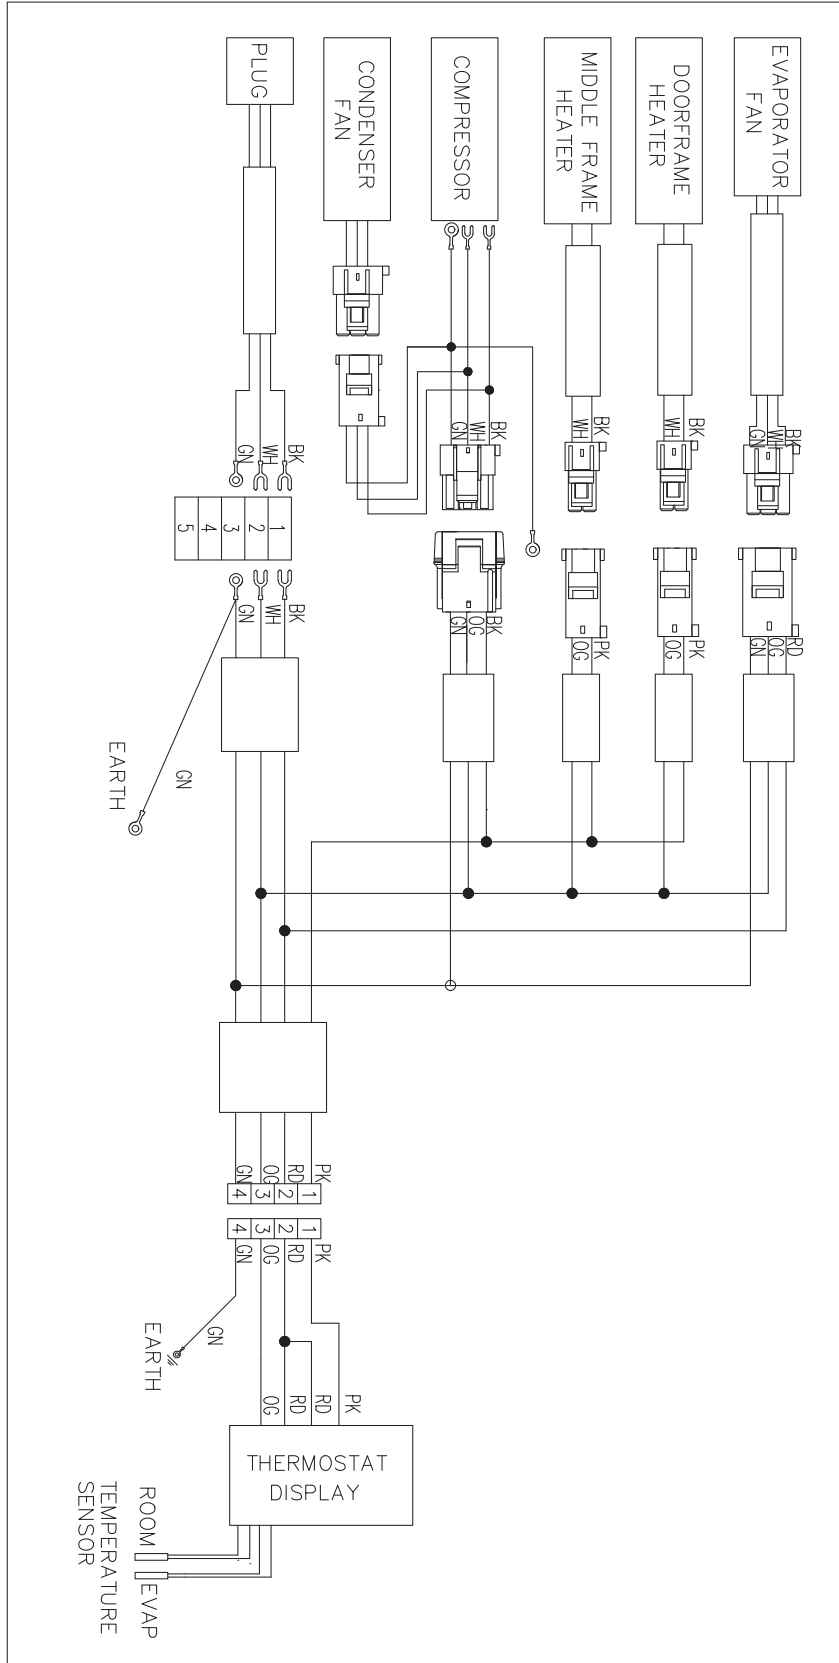 PLUG
CONDENSER
FAN
COMPRESSOR
MIDDLE FRAME
HEATER
DOORFRAME
HEATER
EVAPORATOR
FAN
GN
WH
BK
GN
WH
BK
WH
BK
WH
BK
GN
WH
BK
5
4
3
2
1
GN
WH
BK
GN
OG
BK
OG
PK
OG
PK
GN
OG
RD
EARTH
GN
GN
OG
RD
PK
4
3
2
1
4
3
2
1
GN
OG
RD
PK
EARTH
GN
OG
RD
RD
PK
THERMOSTAT
DISPLAY
ROOM
EVAP
TEMPERATURE
SENSOR